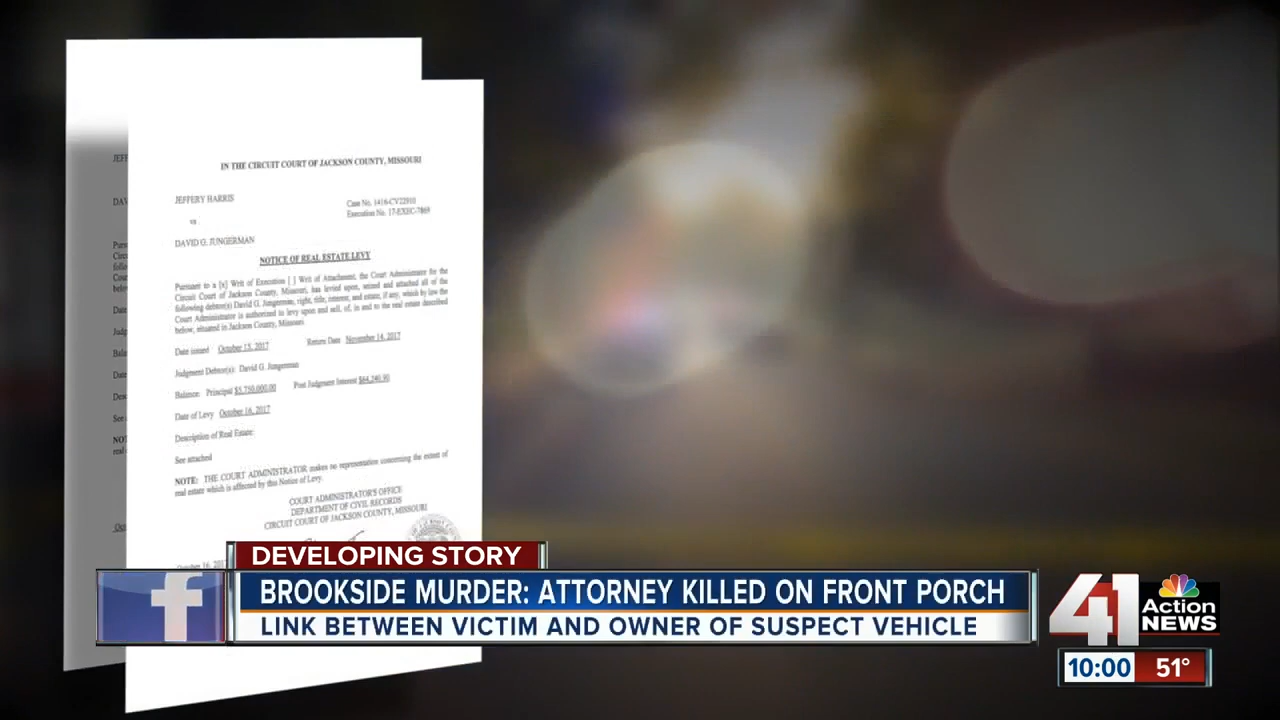 IN THE CIRCUIT COURT OF JACKSON COUNTY, MISSOURI
JEFFERY HARRIS
Case No. 1416-CV22910
Execution No. 17-EXEC-7869
vs.
DAVID G. JUNGERMAN
NOTICE OF REAL ESTATE LEVY
Pursuant to a [x] Writ of Execution [ ] Writ of Attachment, the Court Administrator for the
Circuit Court of Jackson County, Missouri, has levied upon, seized and attached all of the
following debtor(s) David G. Jungerman, right, title, interest, and estate, if any, which by law the
Court Administrator is authorized to levy upon and sell, of, in and to the real estate described
below, situated in Jackson County, Missouri.
Date issued October 13, 2017 Return Date November 14, 2017
Judgment Debtor(s): David G. Jungerman
Balance: Principal $5,750,000.00 Post Judgment Interest $64,240.90
Date of Levy October 16, 2017
Description of Real Estate:
See attached
NOTE: THE COURT ADMINISTRATOR makes no representation concerning the extent of
real estate which is affected by this Notice of Levy.
COURT ADMINISTRATOR'S OFFICE
DEPARTMENT OF CIVIL RECORDS
CIRCUIT COURT OF JACKSON COUNTY, MISSOURI
DEVELOPING STORY
BROOKSIDE MURDER: ATTORNEY KILLED ON FRONT PORCH
LINK BETWEEN VICTIM AND OWNER OF SUSPECT VEHICLE
41 Action
NEWS
10:00 51°